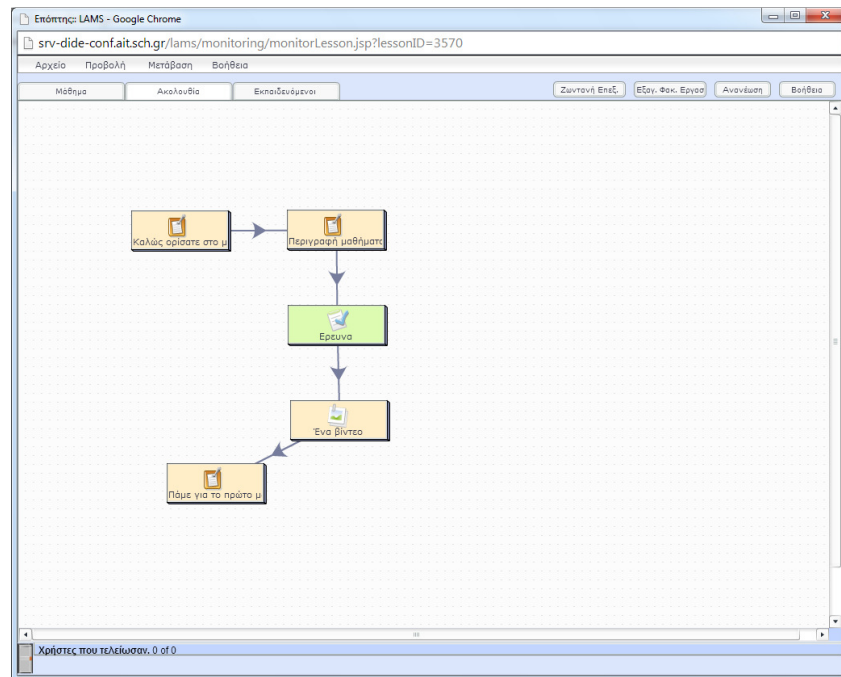 Επόπτης:: LAMS - Google Chrome
srv-dide-conf.ait.sch.gr/lams/monitoring/monitorLesson.jsp?lessonID=3570
Αρχείο Προβολή Μετάβαση Βοήθεια
Μάθημα Ακολουθία Εκπαιδευόμενοι Ζωντανή Επεξ. Εξαγ. Φακ. Εργασ Ανανέωση Βοήθεια
Καλώς ορίσατε στο μ Περιγραφή μαθήματο
Ερευνα
Ένα βίντεο
Πάμε για το πρώτο μ
Χρήστες που τελείωσαν. 0 of 0